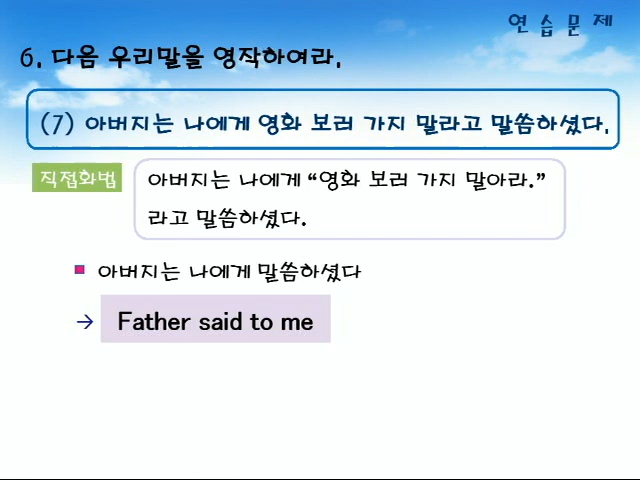 연 습 문 제
6. 다음 우리말을 영작하여라.
(7) 아버지는 나에게 영화 보러 가지 말라고 말씀하셨다.
직접화법
아버지는 나에게 “영화 보러 가지 말아라.”
라고 말씀하셨다.
아버지는 나에게 말씀하셨다
→ Father said to me